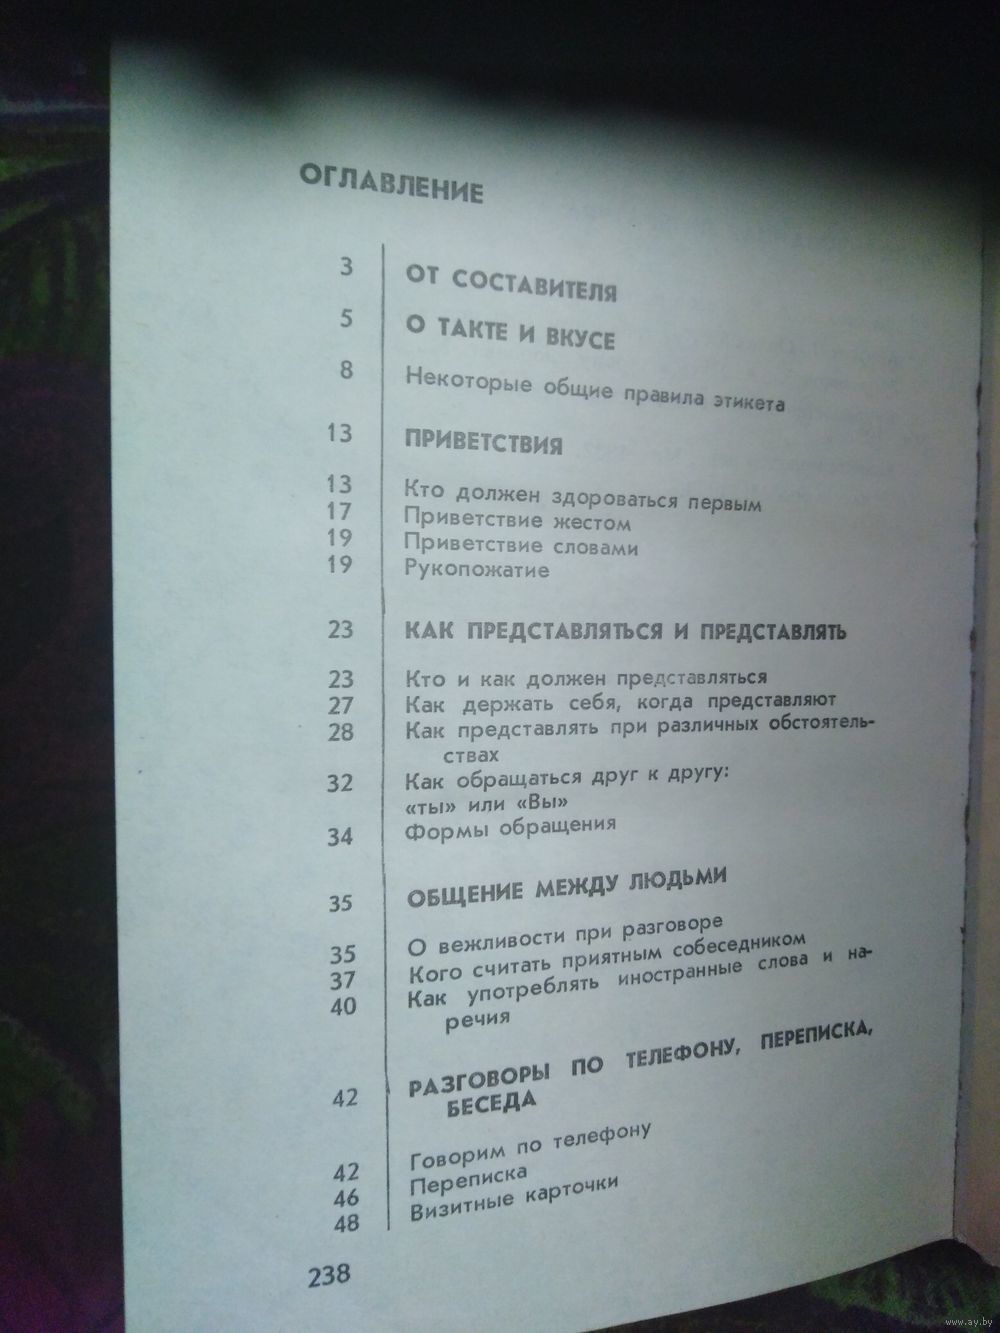 ОГЛАВЛЕНИЕ
3 ОТ СОСТАВИТЕЛЯ
5 О ТАКТЕ И ВКУСЕ
8 Некоторые общие правила этикета
13 ПРИВЕТСТВИЯ
13 Кто должен здороваться первым
17 Приветствие жестом
19 Приветствие словами
19 Рукопожатие
23 КАК ПРЕДСТАВЛЯТЬСЯ И ПРЕДСТАВЛЯТЬ
23 Кто и как должен представляться
27 Как держать себя, когда представляют
28 Как представлять при различных обстоятель-
ствах
32 Как обращаться друг к другу:
«ты» или «Вы»
34 Формы обращения
35 ОБЩЕНИЕ МЕЖДУ ЛЮДЬМИ
35 О вежливости при разговоре
37 Кого считать приятным собеседником
40 Как употреблять иностранные слова и на-
речия
42 РАЗГОВОРЫ ПО ТЕЛЕФОНУ, ПЕРЕПИСКА,
БЕСЕДА
42 Говорим по телефону
46 Переписка
48 Визитные карточки
238
www.ay.by